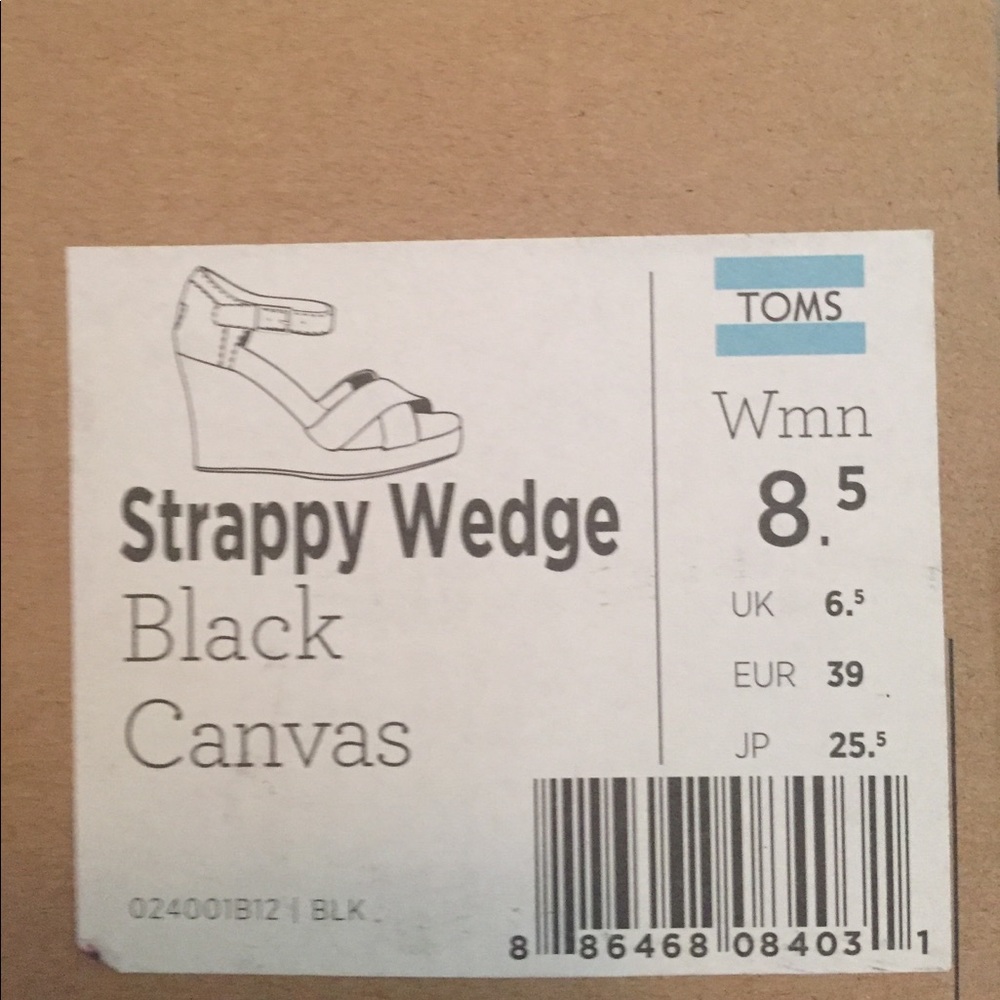 TOMS
Strappy Wedge
Black
Canvas
Wmn
8.5
UK 6.5
EUR 39
JP 25.5
024001B12 | BLK
8 86468 08403 1